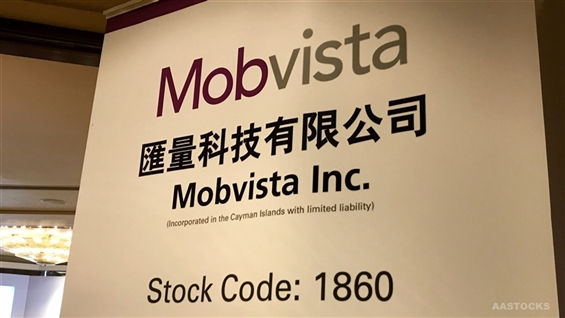 Mobvista
匯量科技有限公司
Mobvista Inc.
(Incorporated in the Cayman Islands with limited liability)
Stock Code: 1860
AASTOCKS